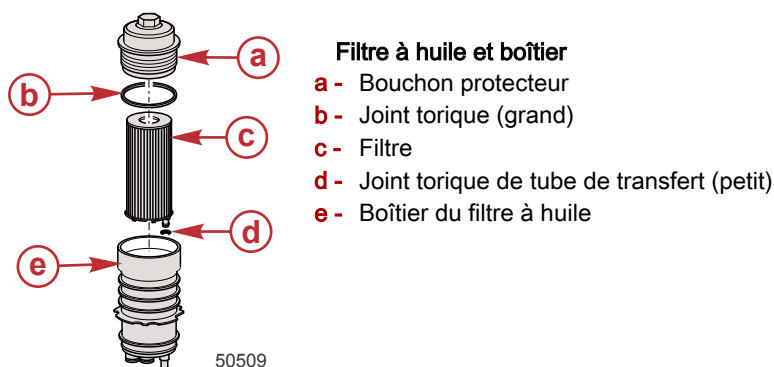 Filtre à huile et boîtier
a - Bouchon protecteur
b - Joint torique (grand)
c - Filtre
d - Joint torique de tube de transfert (petit)
e - Boîtier du filtre à huile
a
b
c
d
e
50509